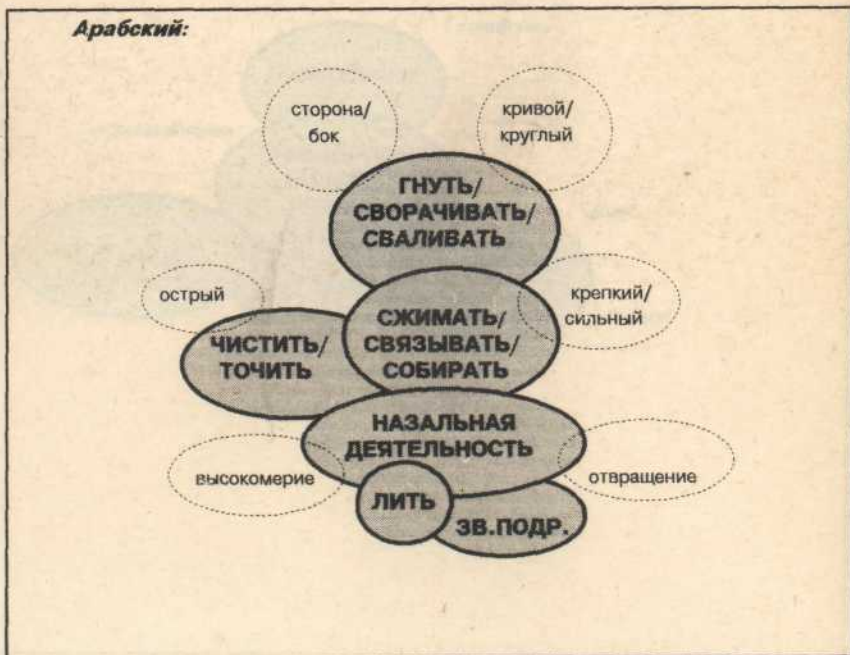 Арабский:
сторона/
бок
кривой/
круглый
ГНУТЬ/
СВОРАЧИВАТЬ/
СВАЛИВАТЬ
острый
крепкий/
сильный
СЖИМАТЬ/
СВЯЗЫВАТЬ/
СОБИРАТЬ
ЧИСТИТЬ/
ТОЧИТЬ
НАЗАЛЬНАЯ
ДЕЯТЕЛЬНОСТЬ
высокомерие
отвращение
ЛИТЬ
ЗВ.ПОДР.